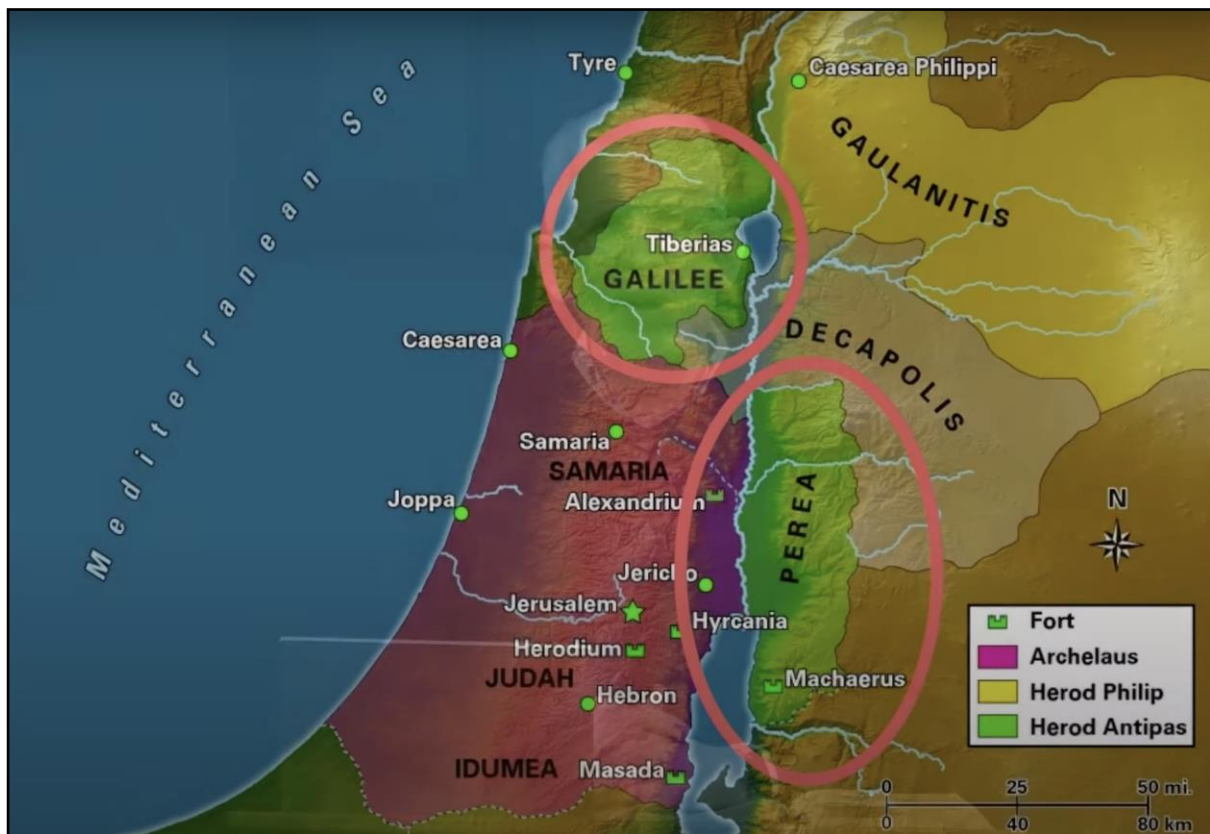 Tyre
Caesarea Philippi
Mediterranean Sea
GAULANITIS
Tiberias
GALILEE
DECAPOLIS
Caesarea
Samaria
SAMARIA
Alexandrium
Joppa
PEREA
N
Jericho
Jerusalem
Hyrcania
Herodium
JUDAH
Machaerus
Hebron
IDUMEA
Masada
Fort
Archelaus
Herod Philip
Herod Antipas
0 25 50 mi.
0 40 80 km